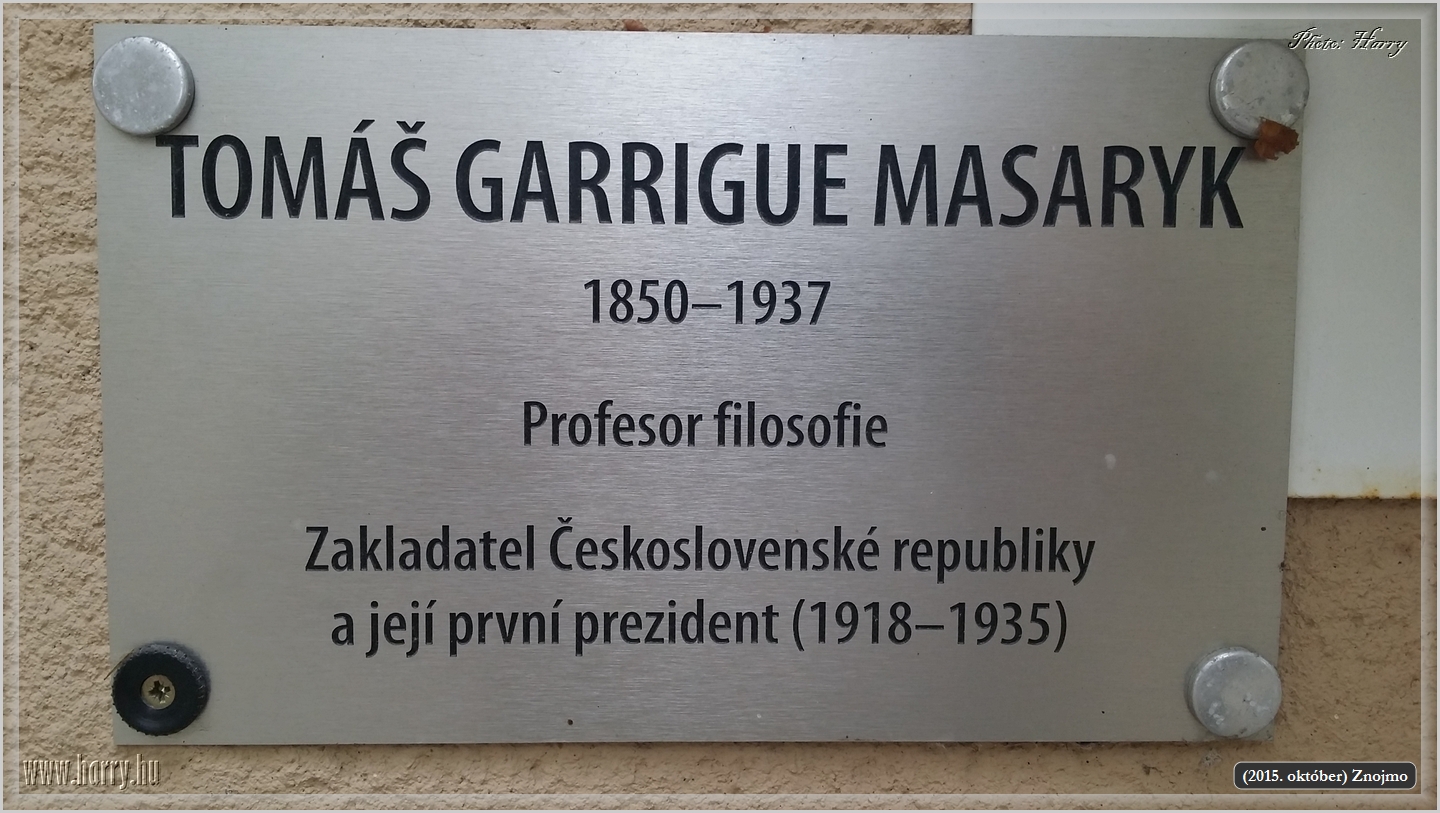 Photo: Harry
TOMÁŠ GARRIGUE MASARYK
1850–1937
Profesor filosofie
Zakladatel Československé republiky
a její první prezident (1918–1935)
www.horry.hu
(2015. október) Znojmo